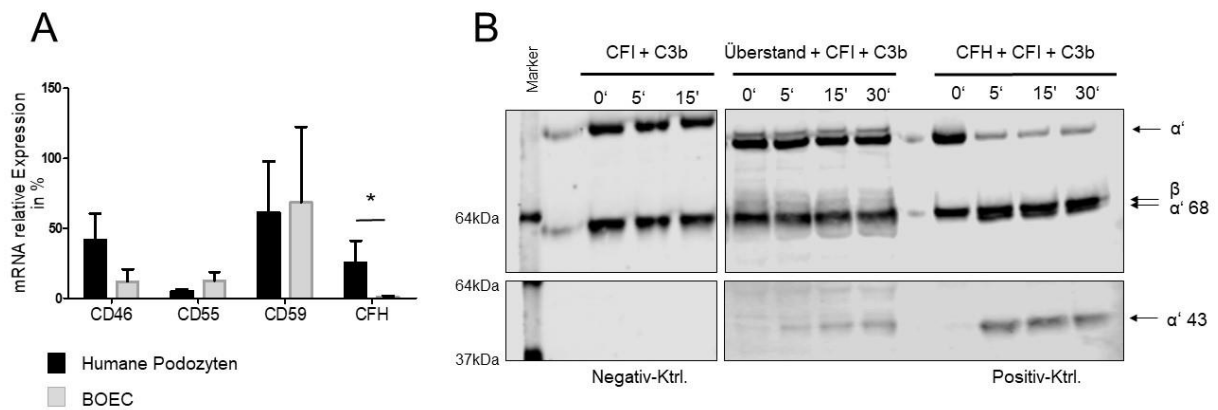 A
mRNA relative Expression
in %
150
100
50
0
*
CD46
CD55
CD59
CFH
Humane Podozyten
BOEC
B
Marker
CFI + C3b
0‘ 5‘ 15'
Überstand + CFI + C3b
0‘ 5‘ 15' 30‘
CFH + CFI + C3b
0‘ 5‘ 15' 30‘
α‘
β
α‘ 68
α‘ 43
64kDa
64kDa
37kDa
Negativ-Ktrl.
Positiv-Ktrl.